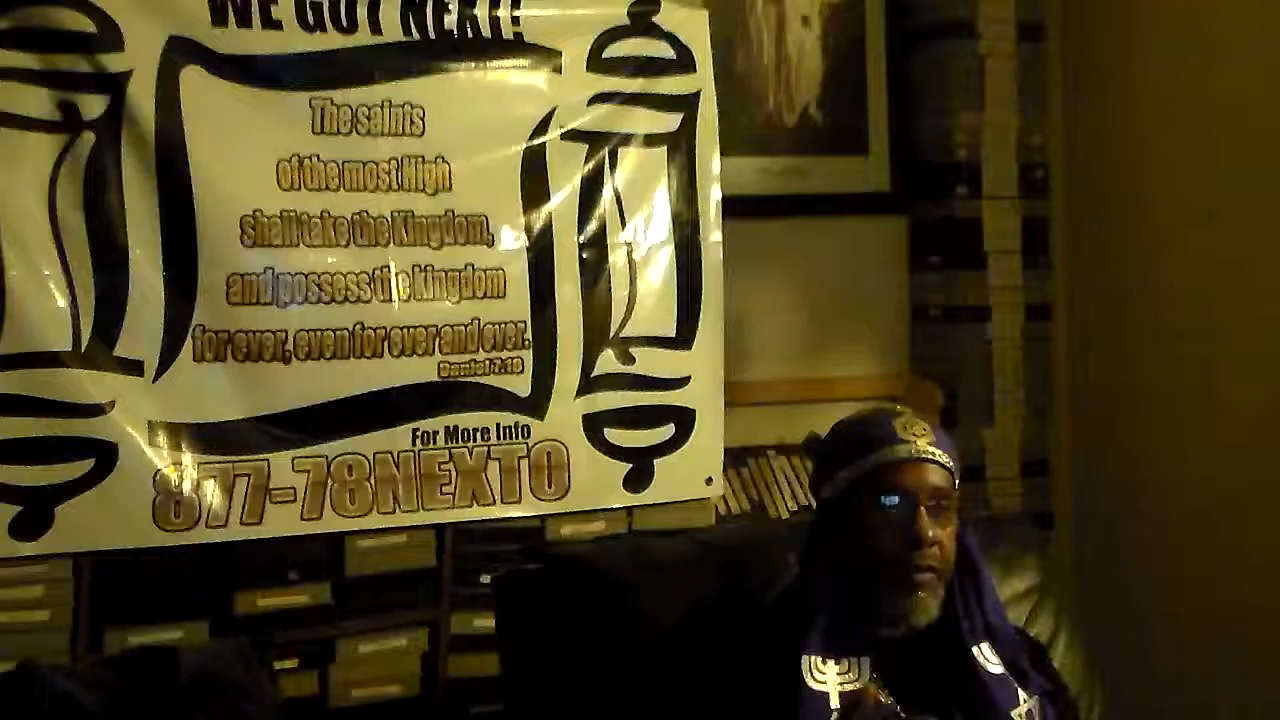 WE GOT NEXT!
The saints
of the most High
shall take the Kingdom,
and possess the kingdom
for ever, even for ever and ever.
Daniel 7:18
For More Info
877-78NEXT0